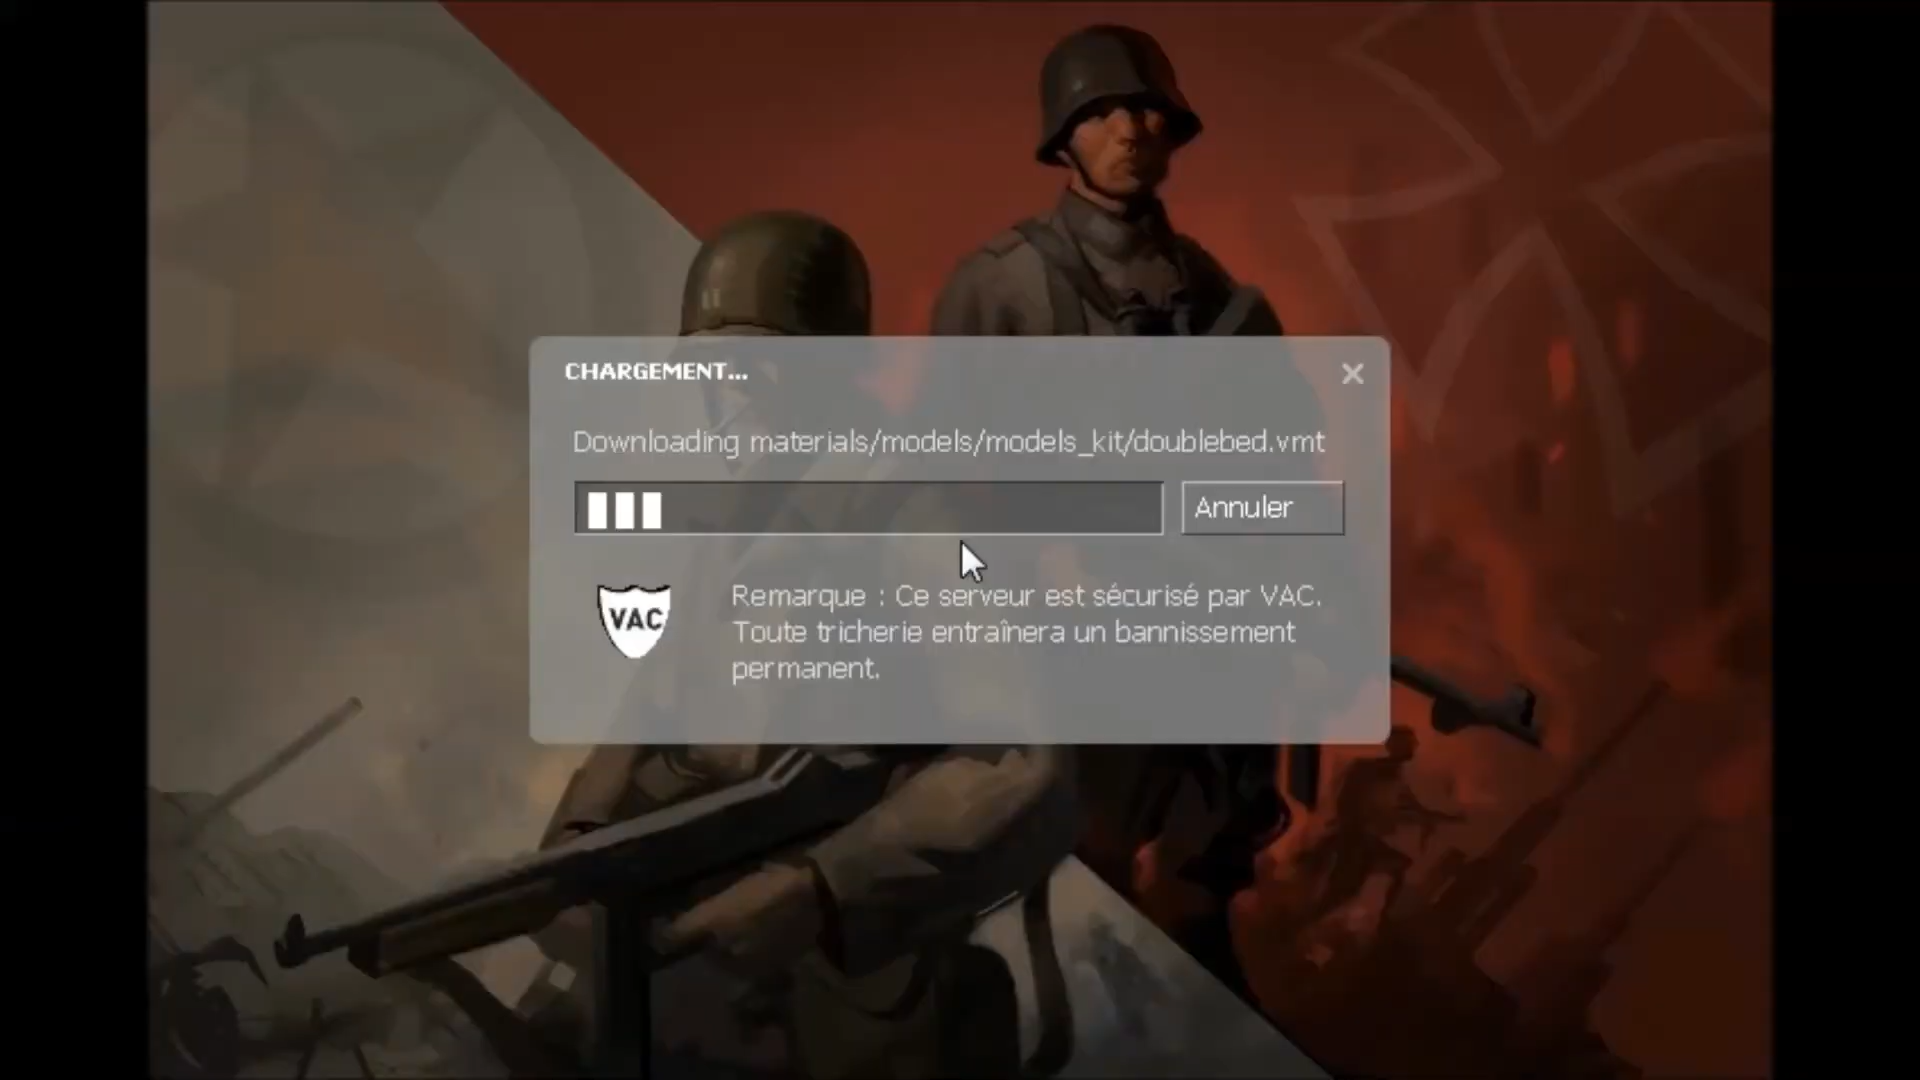 CHARGEMENT...
Downloading materials/models/models_kit/doublebed.vmt
Annuler
VAC
Remarque : Ce serveur est sécurisé par VAC.
Toute tricherie entraînera un bannissement
permanent.